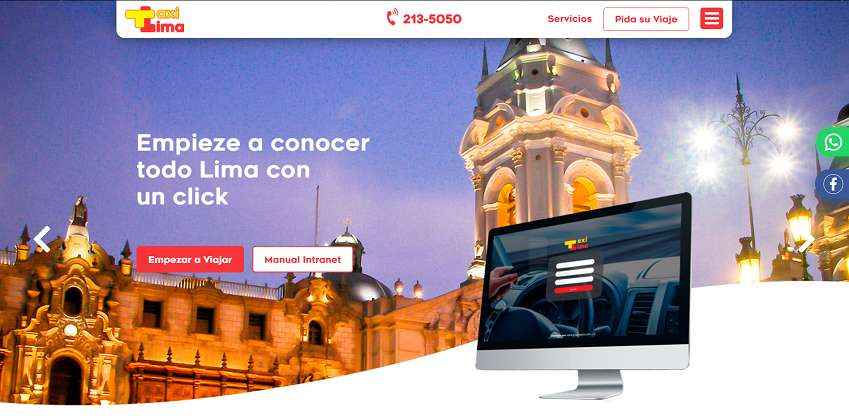 Taxi
Lima
213-5050
Servicios
Pida su Viaje
Empieze a conocer
todo Lima con
un click
Empezar a Viajar
Manual Intranet
Taxi
Lima